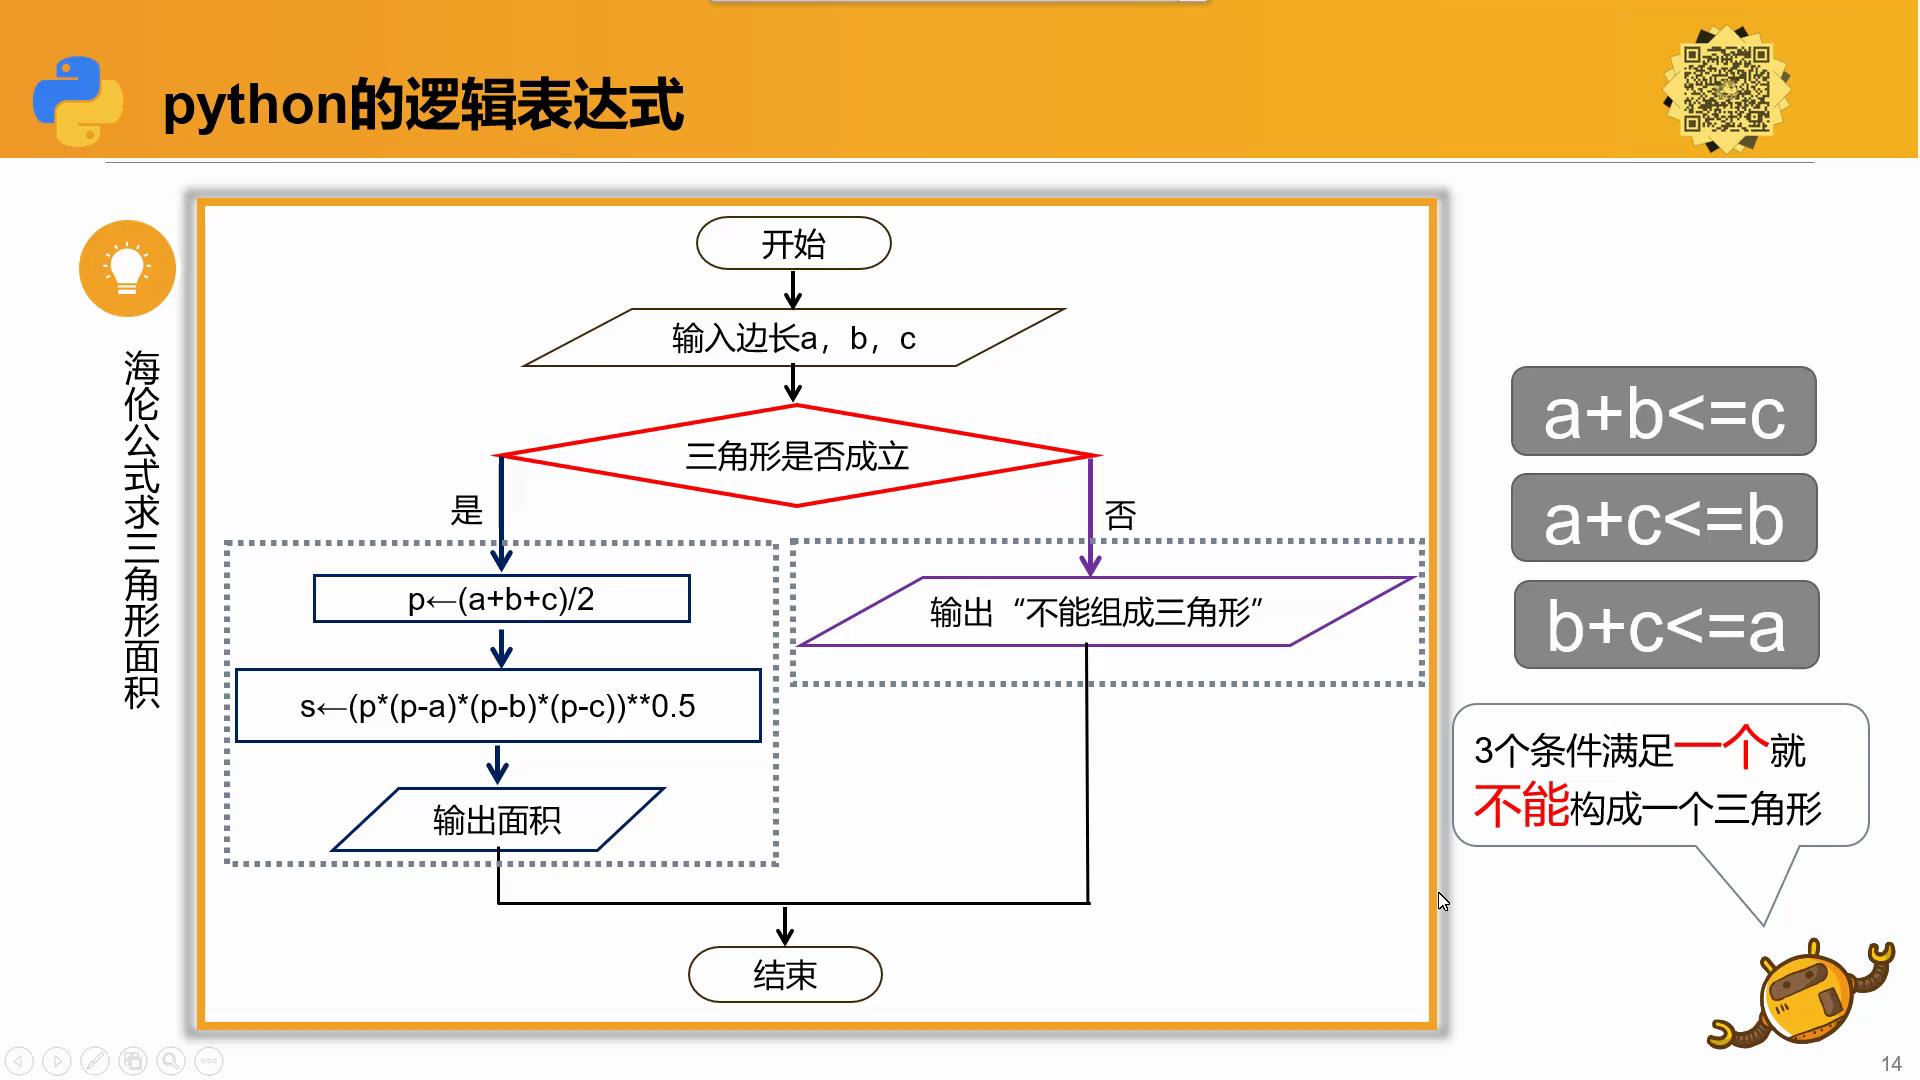 python的逻辑表达式
海伦公式求三角形面积
开始
输入边长a，b，c
三角形是否成立
是
否
p←(a+b+c)/2
s←(p*(p-a)*(p-b)*(p-c))**0.5
输出面积
输出“不能组成三角形”
结束
a+b<=c
a+c<=b
b+c<=a
3个条件满足一个就
不能构成一个三角形
14